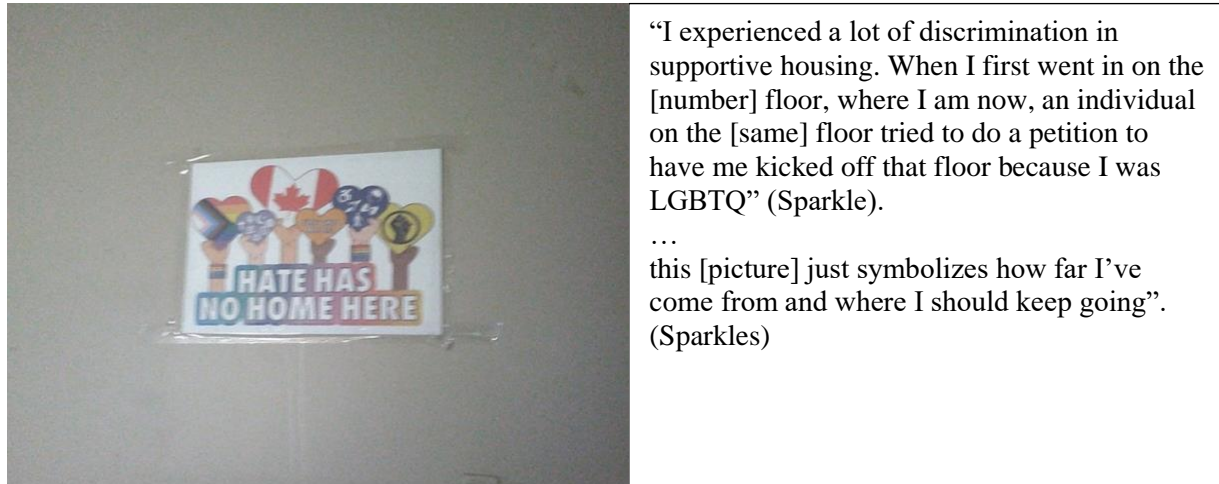 HATE HAS
NO HOME HERE
“I experienced a lot of discrimination in
supportive housing. When I first went in on the
[number] floor, where I am now, an individual
on the [same] floor tried to do a petition to
have me kicked off that floor because I was
LGBTQ” (Sparkle).
…
this [picture] just symbolizes how far I’ve
come from and where I should keep going”.
(Sparkles)